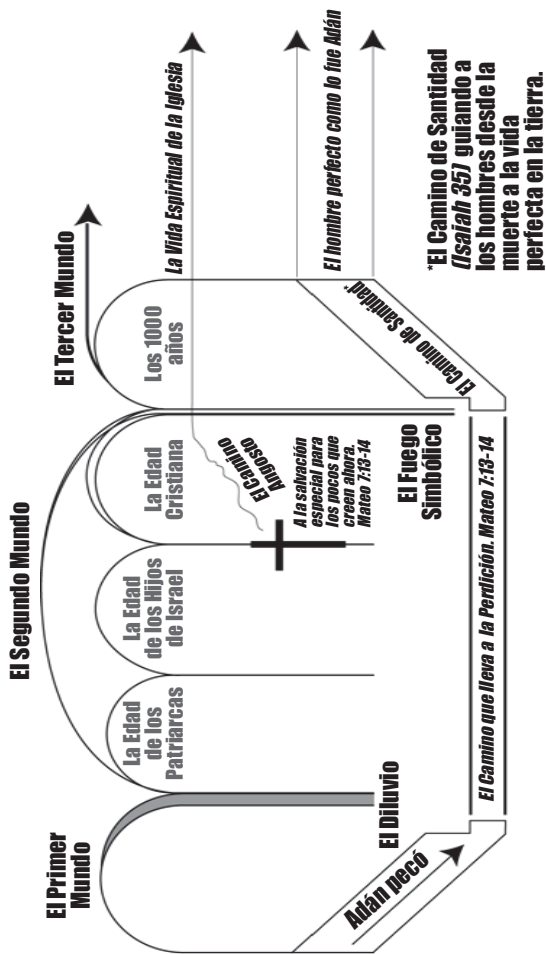 El Primer
Mundo
El Segundo Mundo
El Tercer Mundo
La Edad
de los
Patriarcas
La Edad
de los Hijos
de Israel
La Edad
Cristiana
Los 1000
años
La Vida Espiritual de la Iglesia
El hombre perfecto como lo fue Adán
El Camino
Angosto
A la salvación
especial para
los pocos que
creen ahora.
Mateo 7:13-14
El Diluvio
El Fuego
Simbólico
Adán pecó
El Camino que lleva a la Perdición. Mateo 7:13-14
El Camino de Santidad*
*El Camino de Santidad
(Isaiah 35) guiando a
los hombres desde la
muerte a la vida
perfecta en la tierra.